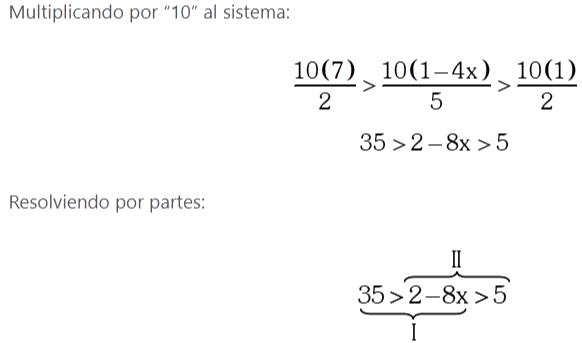 Multiplicando por “10” al sistema:
10(7)/2 > 10(1−4x)/5 > 10(1)/2
35 > 2 − 8x > 5
Resolviendo por partes:
II
35 > 2−8x > 5
I